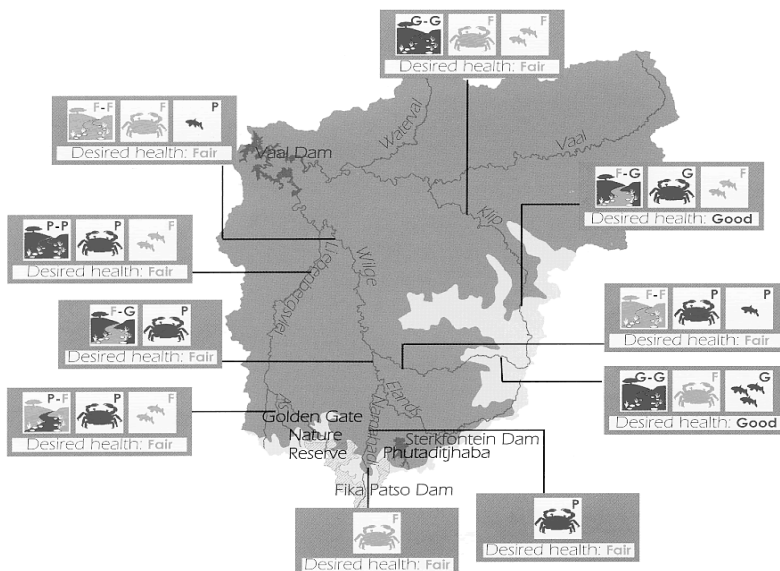 G-G F F
Desired health: Fair
F-F F P
Desired health: Fair
Waterval
Vaal
Vaal Dam
F-G G F
Desired health: Good
Klip
P-P P F
Desired health: Fair
Wilge
F-G P
Desired health: Fair
F-F P P
Desired health: Fair
G-G F G
Desired health: Good
P-F P F
Desired health: Fair
Elands
Golden Gate
Nature
Reserve
Sterkfontein Dam
Phutaditjhaba
Fika Patso Dam
F
Desired health: Fair
P
Desired health: Fair